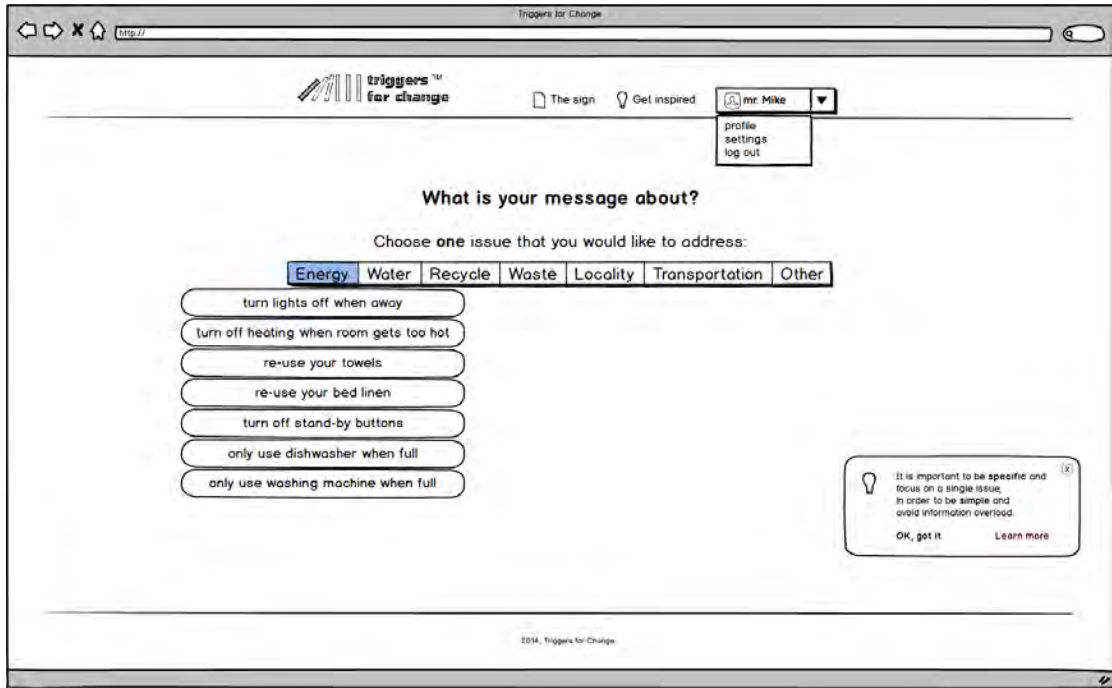 Triggers for Change
http://
triggers™
for change
The sign
Get inspired
mr. Mike
profile
settings
log out
What is your message about?
Choose one issue that you would like to address:
Energy Water Recycle Waste Locality Transportation Other
turn lights off when away
turn off heating when room gets too hot
re-use your towels
re-use your bed linen
turn off stand-by buttons
only use dishwasher when full
only use washing machine when full
It is important to be specific and
focus on a single issue,
in order to be simple and
avoid information overload.
OK, got it Learn more
2014, Triggers for Change